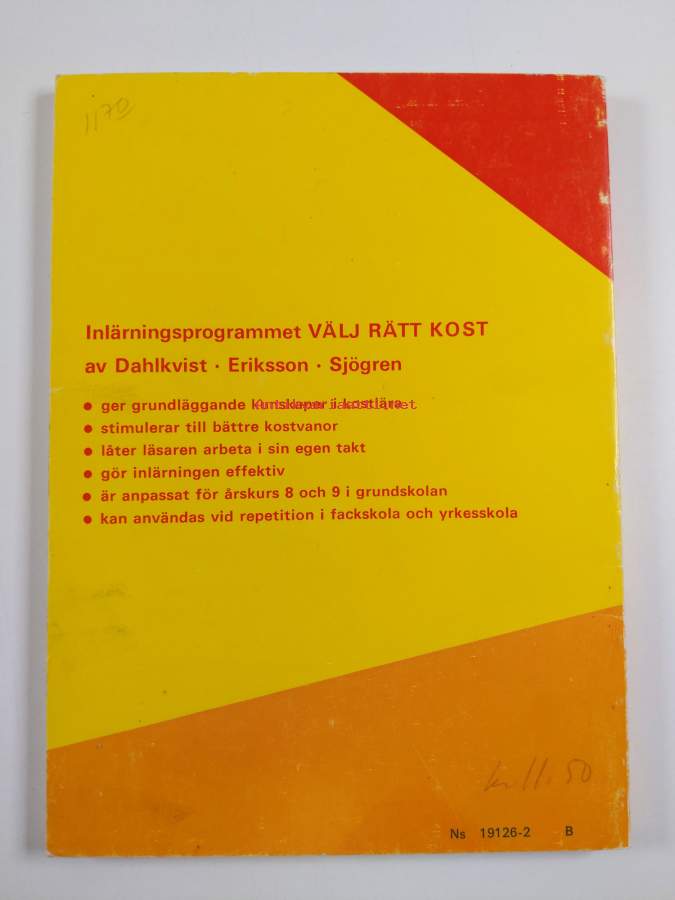 1170
Inlärningsprogrammet VÄLJ RÄTT KOST
av Dahlkvist · Eriksson · Sjögren
● ger grundläggande kunskaper i kostlära
● stimulerar till bättre kostvanor
● låter läsaren arbeta i sin egen takt
● gör inlärningen effektiv
● är anpassat för årskurs 8 och 9 i grundskolan
● kan användas vid repetition i fackskola och yrkesskola
kr 11.50
Ns 19126-2 B